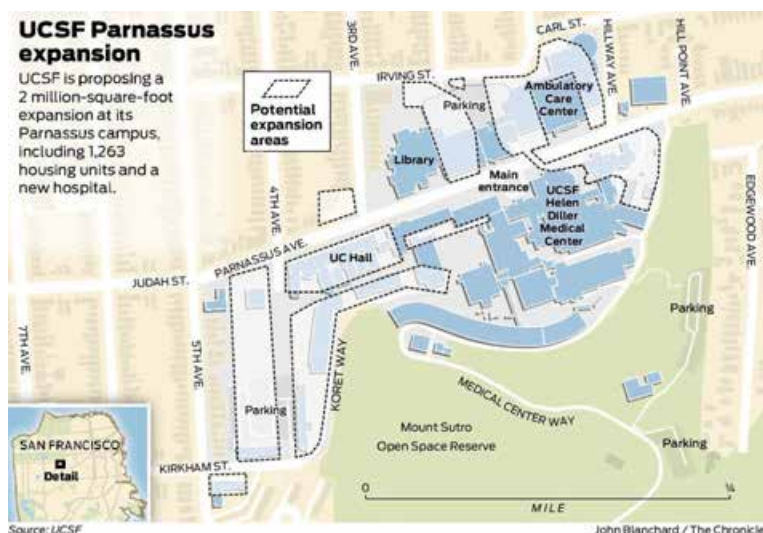 UCSF Parnassus
expansion
UCSF is proposing a
2 million-square-foot
expansion at its
Parnassus campus,
including 1,263
housing units and a
new hospital.
Potential
expansion
areas
3RD AVE.
IRVING ST.
CARL ST.
HILLWAY AVE.
HILL POINT AVE.
Parking
Ambulatory
Care
Center
Library
Main
entrance
4TH AVE.
UCSF
Helen
Diller
Medical
Center
EDGEWOOD AVE.
PARNASSUS AVE.
UC Hall
JUDAH ST.
7TH AVE.
5TH AVE.
KORET WAY
Parking
Parking
MEDICAL CENTER WAY
Mount Sutro
Open Space Reserve
Parking
SAN FRANCISCO
Detail
KIRKHAM ST.
0
¼
MILE
Source: UCSF
John Blanchard / The Chronicle